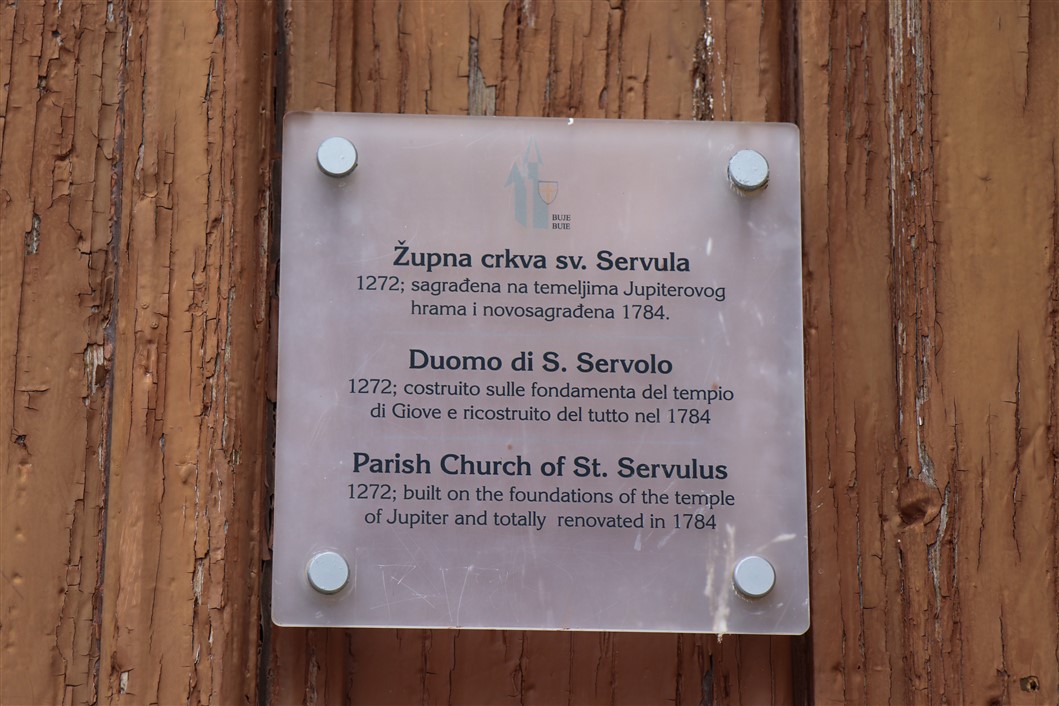 BUJE
BUIE
Župna crkva sv. Servula
1272; sagrađena na temeljima Jupiterovog
hrama i novosagrađena 1784.
Duomo di S. Servolo
1272; costruito sulle fondamenta del tempio
di Giove e ricostruito del tutto nel 1784
Parish Church of St. Servulus
1272; built on the foundations of the temple
of Jupiter and totally renovated in 1784